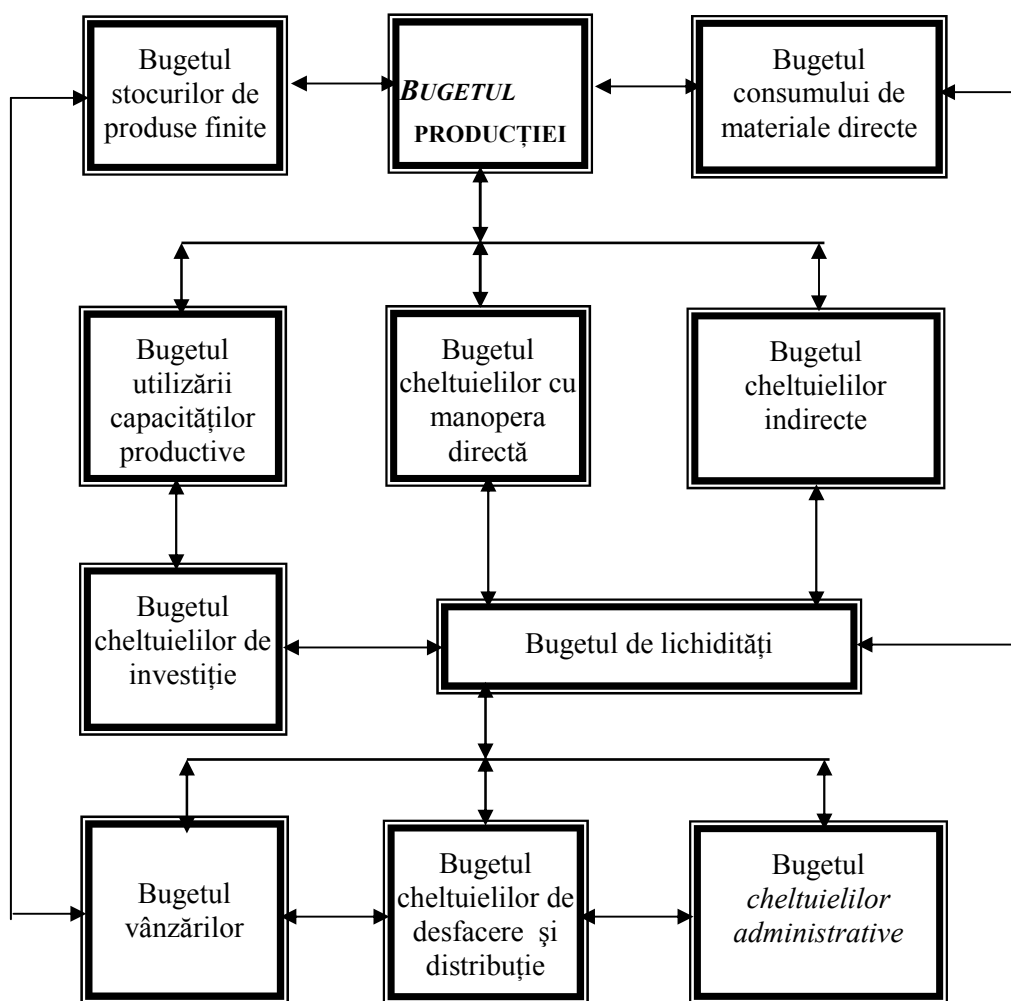 Bugetul
stocurilor de
produse finite
BUGETUL
PRODUCȚIEI
Bugetul
consumului de
materiale directe
Bugetul
utilizării
capacităților
productive
Bugetul
cheltuielilor cu
manopera
directă
Bugetul
cheltuielilor
indirecte
Bugetul
cheltuielilor de
investiție
Bugetul de lichidități
Bugetul
vânzărilor
Bugetul
cheltuielilor de
desfacere şi
distribuție
Bugetul
cheltuielilor
administrative